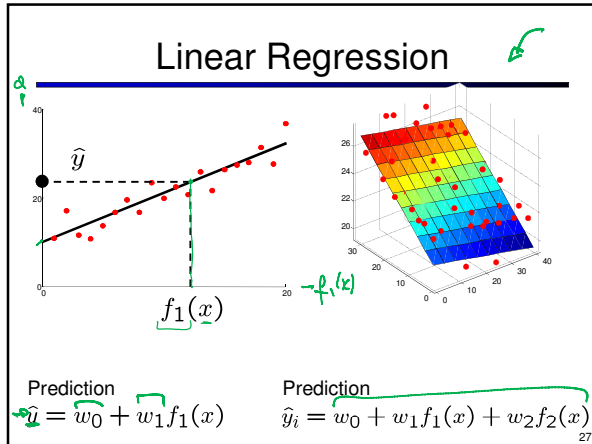 Linear Regression
Q
40
20
0
0
20
ŷ
f₁(x)
→f₁(x)
26
24
22
20
30
20
10
0
0
10
20
30
40
Prediction
ŷ = w₀ + w₁f₁(x)
Prediction
ŷᵢ = w₀ + w₁f₁(x) + w₂f₂(x)
27